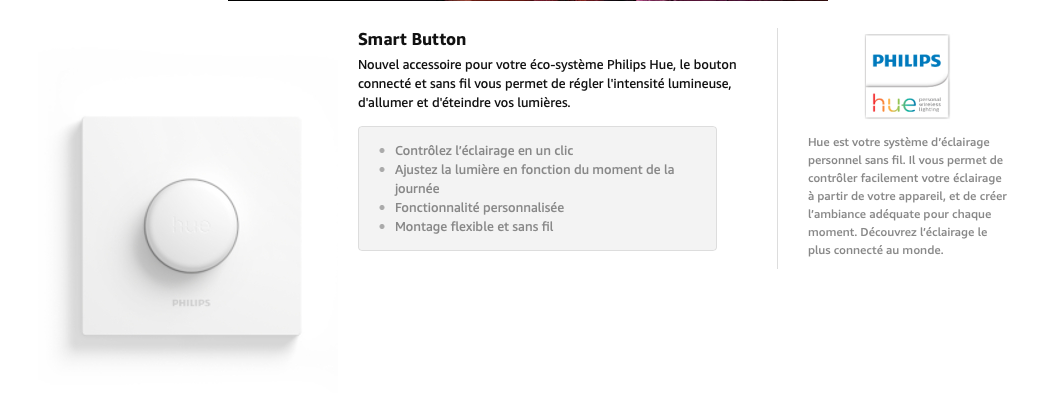 Smart Button
Nouvel accessoire pour votre éco-système Philips Hue, le bouton
connecté et sans fil vous permet de régler l'intensité lumineuse,
d'allumer et d'éteindre vos lumières.
Contrôlez l'éclairage en un clic
Ajustez la lumière en fonction du moment de la
journée
Fonctionnalité personnalisée
Montage flexible et sans fil
hue
PHILIPS
PHILIPS
hue personal
wireless
lighting
Hue est votre système d'éclairage
personnel sans fil. Il vous permet de
contrôler facilement votre éclairage
à partir de votre appareil, et de créer
l'ambiance adéquate pour chaque
moment. Découvrez l'éclairage le
plus connecté au monde.